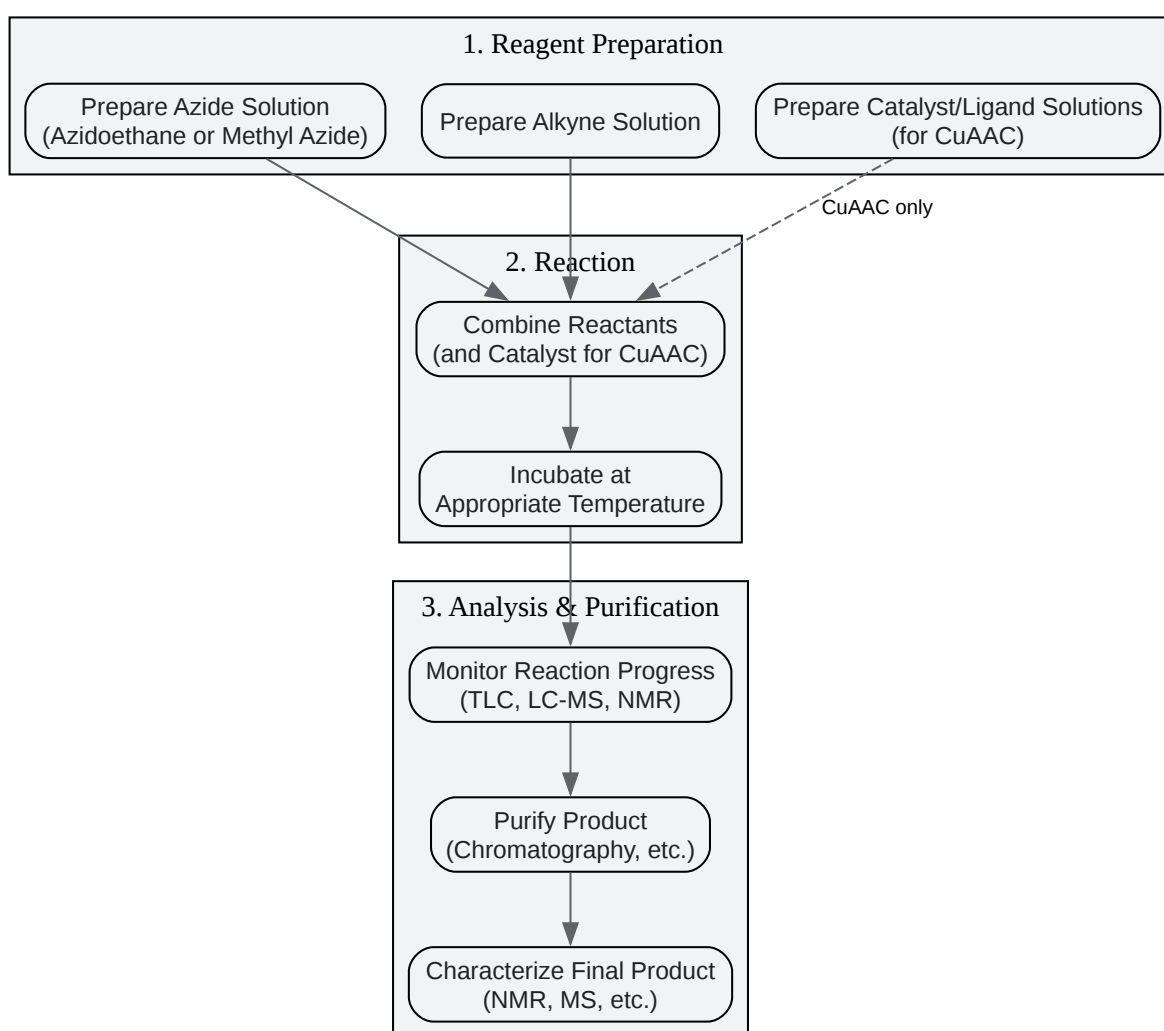 1. Reagent Preparation
Prepare Azide Solution
(Azidoethane or Methyl Azide)
Prepare Alkyne Solution
Prepare Catalyst/Ligand Solutions
(for CuAAC)
CuAAC only
2. Reaction
Combine Reactants
(and Catalyst for CuAAC)
Incubate at
Appropriate Temperature
3. Analysis & Purification
Monitor Reaction Progress
(TLC, LC-MS, NMR)
Purify Product
(Chromatography, etc.)
Characterize Final Product
(NMR, MS, etc.)